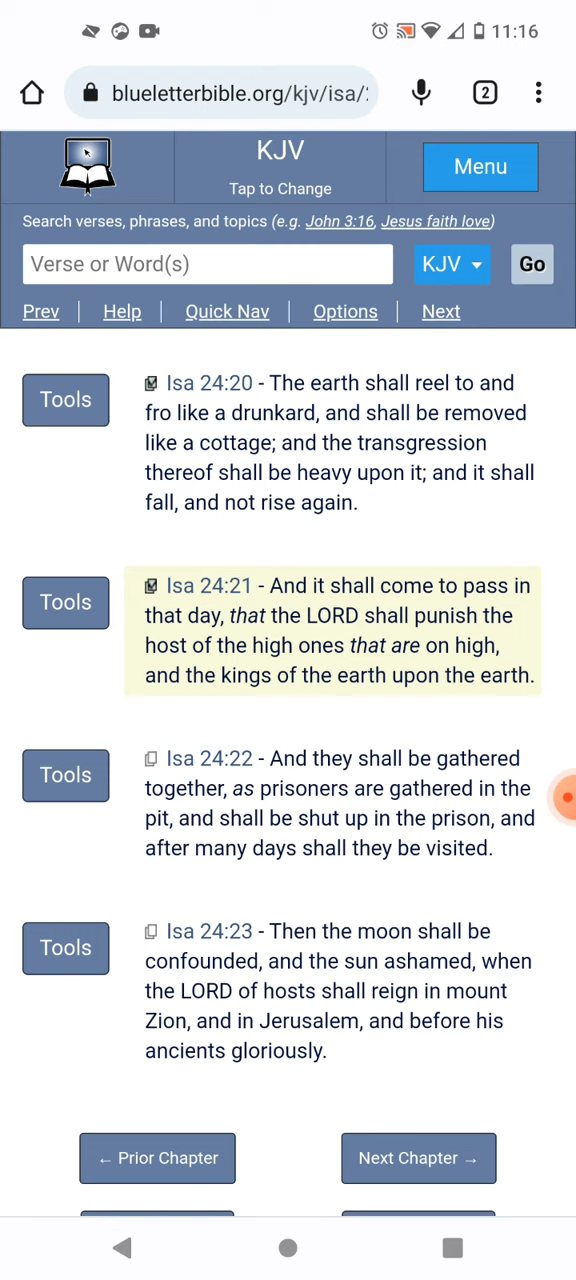 11:16
blueletterbible.org/kjv/isa/
2
KJV
Tap to Change
Menu
Search verses, phrases, and topics (e.g. John 3:16, Jesus faith love)
Verse or Word(s)
KJV
Go
Prev | Help | Quick Nav | Options | Next
Tools
Isa 24:20 - The earth shall reel to and
fro like a drunkard, and shall be removed
like a cottage; and the transgression
thereof shall be heavy upon it; and it shall
fall, and not rise again.
Tools
Isa 24:21 - And it shall come to pass in
that day, that the LORD shall punish the
host of the high ones that are on high,
and the kings of the earth upon the earth.
Tools
Isa 24:22 - And they shall be gathered
together, as prisoners are gathered in the
pit, and shall be shut up in the prison, and
after many days shall they be visited.
Tools
Isa 24:23 - Then the moon shall be
confounded, and the sun ashamed, when
the LORD of hosts shall reign in mount
Zion, and in Jerusalem, and before his
ancients gloriously.
← Prior Chapter
Next Chapter →